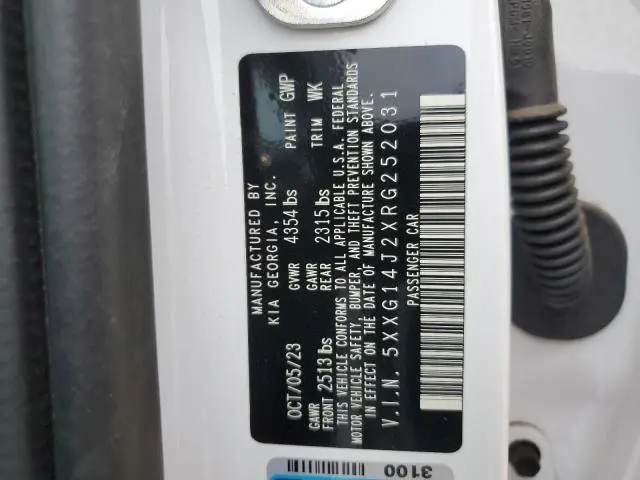 MANUFACTURED BY
KIA GEORGIA, INC.
OCT/05/23 GVWR 4354 lbs PAINT GWP
GAWR FRONT 2513 lbs GAWR REAR 2315 lbs TRIM WK
THIS VEHICLE CONFORMS TO ALL APPLICABLE U.S.A. FEDERAL
MOTOR VEHICLE SAFETY, BUMPER, AND THEFT PREVENTION STANDARDS
IN EFFECT ON THE DATE OF MANUFACTURE SHOWN ABOVE.
V.I.N. 5XXG14J2XRG252031
PASSENGER CAR
3100